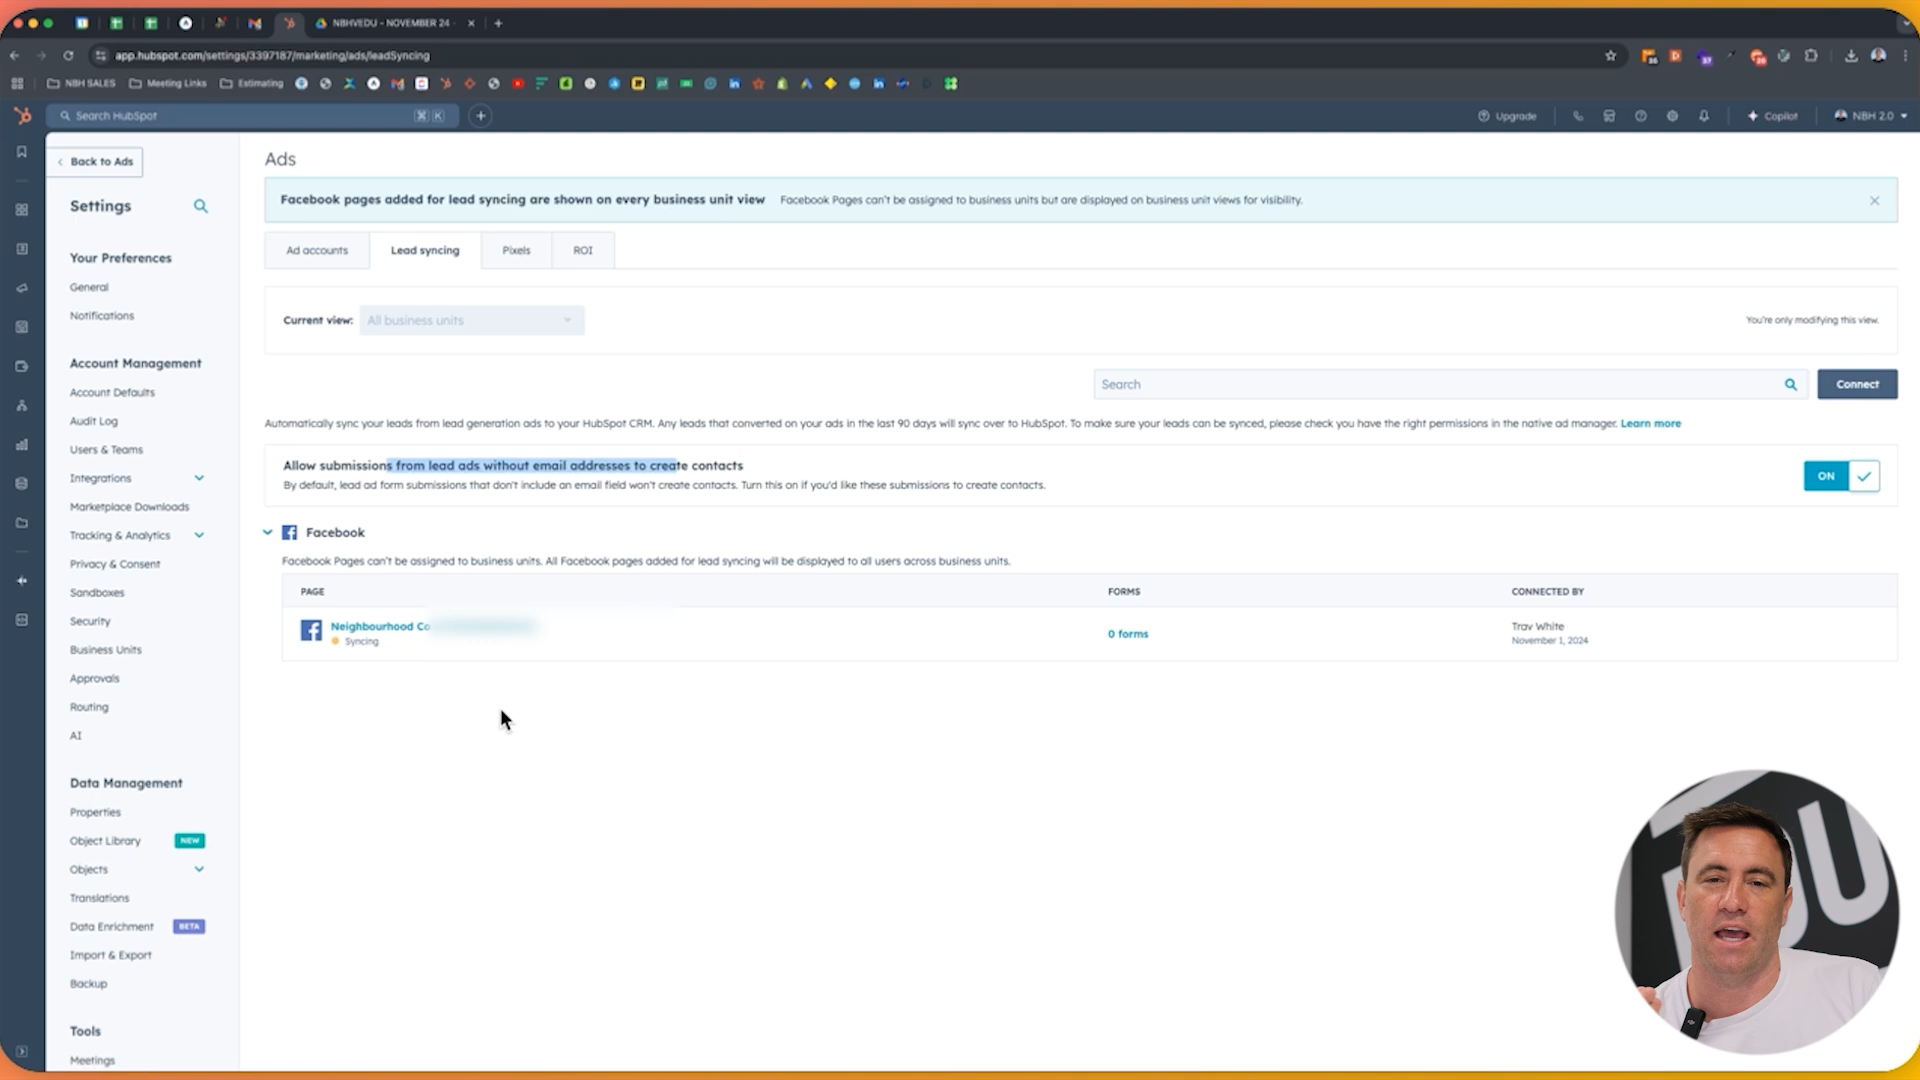 NBHVEDU - NOVEMBER 24
app.hubspot.com/settings/3397187/marketing/ads/leadSyncing
NBH SALES
Meeting Links
Estimating
Search HubSpot
⌘ K
Upgrade
Copilot
NBH 2.0
Back to Ads
Settings
Your Preferences
General
Notifications
Account Management
Account Defaults
Audit Log
Users & Teams
Integrations
Marketplace Downloads
Tracking & Analytics
Privacy & Consent
Sandboxes
Security
Business Units
Approvals
Routing
AI
Data Management
Properties
Object Library NEW
Objects
Translations
Data Enrichment BETA
Import & Export
Backup
Tools
Meetings
Ads
Facebook pages added for lead syncing are shown on every business unit view Facebook Pages can't be assigned to business units but are displayed on business unit views for visibility.
Ad accounts
Lead syncing
Pixels
ROI
Current view: All business units
You're only modifying this view.
Search
Connect
Automatically sync your leads from lead generation ads to your HubSpot CRM. Any leads that converted on your ads in the last 90 days will sync over to HubSpot. To make sure your leads can be synced, please check you have the right permissions in the native ad manager. Learn more
Allow submissions from lead ads without email addresses to create contacts
By default, lead ad form submissions that don't include an email field won't create contacts. Turn this on if you'd like these submissions to create contacts.
ON
Facebook
Facebook Pages can't be assigned to business units. All Facebook pages added for lead syncing will be displayed to all users across business units.
PAGE FORMS CONNECTED BY
Neighbourhood Co
Syncing
0 forms
Trav White
November 1, 2024